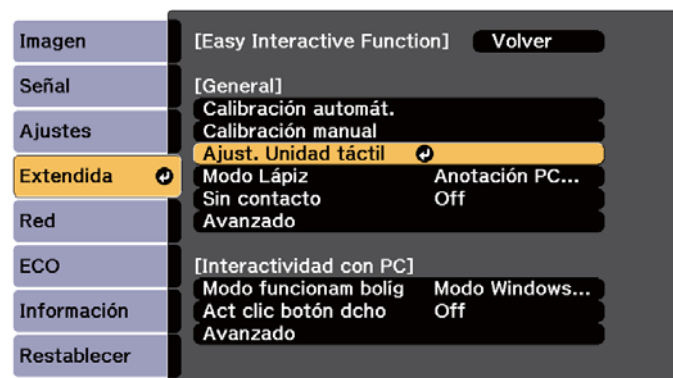 Imagen
Señal
Ajustes
Extendida
Red
ECO
Información
Restablecer
[Easy Interactive Function] Volver
[General]
Calibración automát.
Calibración manual
Ajust. Unidad táctil
Modo Lápiz Anotación PC...
Sin contacto Off
Avanzado
[Interactividad con PC]
Modo funcionam bolíg Modo Windows...
Act clic botón dcho Off
Avanzado